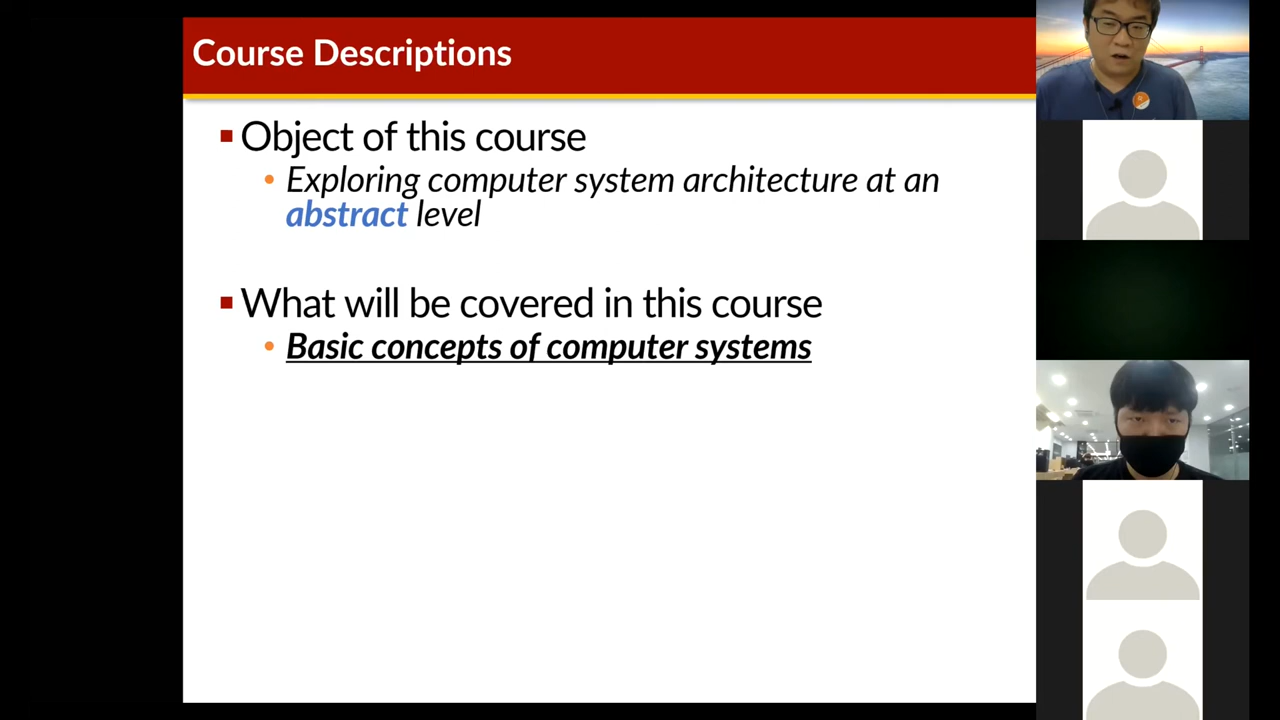 Course Descriptions
Object of this course
Exploring computer system architecture at an
abstract level
What will be covered in this course
Basic concepts of computer systems